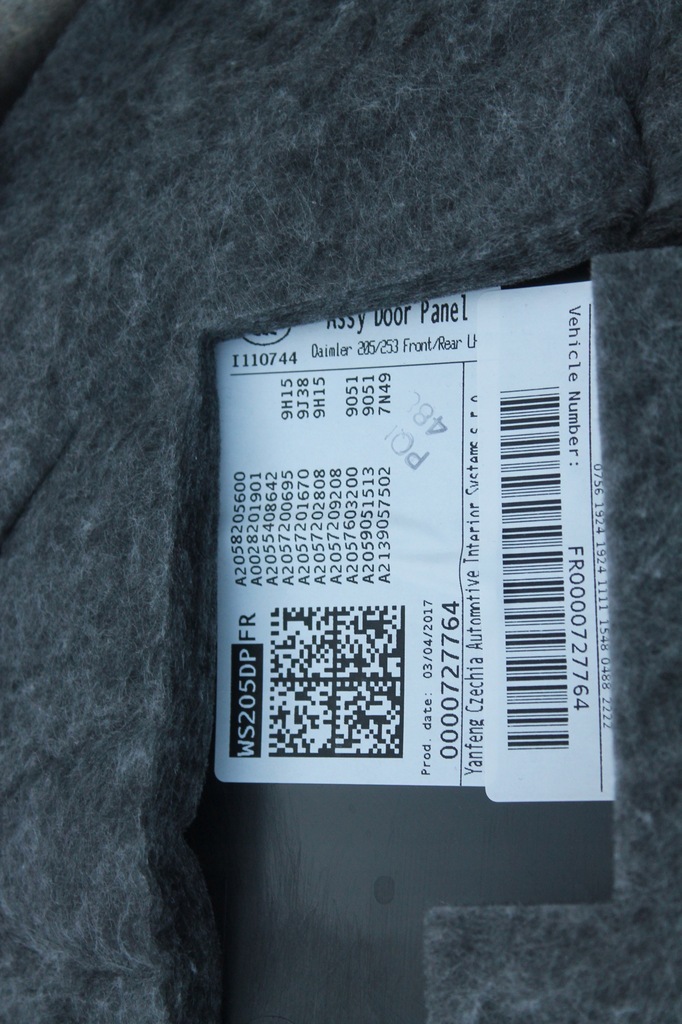 Assy Door Panel
I110744
Daimler 205/253 Front/Rear LH
A2058205600
A0028201901
A2055408642
A2057200695 9H15
A2057201670 9J38
A2057202808 9H15
A2057209208
A2057603200 9051
A2059051513 9051
A2139057502 7N49
PQ1
48
WS205DP FR
Prod. date: 03/04/2017
0000727764
Yanfeng Czechia Automotive Interior Systems s.r.o
Vehicle Number:
FR0000727764
0756 1924 1924 1111 1548 0488 2222